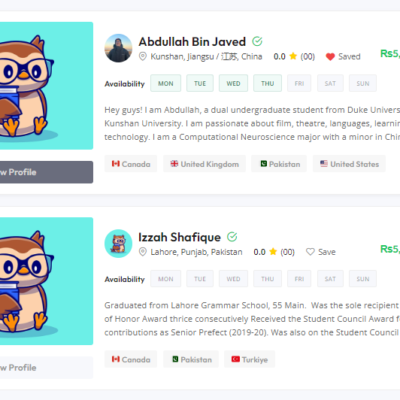 Abdullah Bin Javed
Kunshan, Jiangsu / 江苏, China 0.0 (00) Saved
₨5,
Availability MON TUE WED THU FRI SAT SUN
Hey guys! I am Abdullah, a dual undergraduate student from Duke Univers
Kunshan University. I am passionate about film, theatre, languages, learnin
technology. I am a Computational Neuroscience major with a minor in Chin
w Profile
Canada United Kingdom Pakistan United States
Izzah Shafique
Lahore, Punjab, Pakistan 0.0 (00) Save
₨5,
Availability MON TUE WED THU FRI SAT SUN
Graduated from Lahore Grammar School, 55 Main. Was the sole recipient
of Honor Award thrice consecutively Received the Student Council Award f
contributions as Senior Prefect (2019-20). Was also on the Student Council
w Profile
Canada Pakistan Turkiye